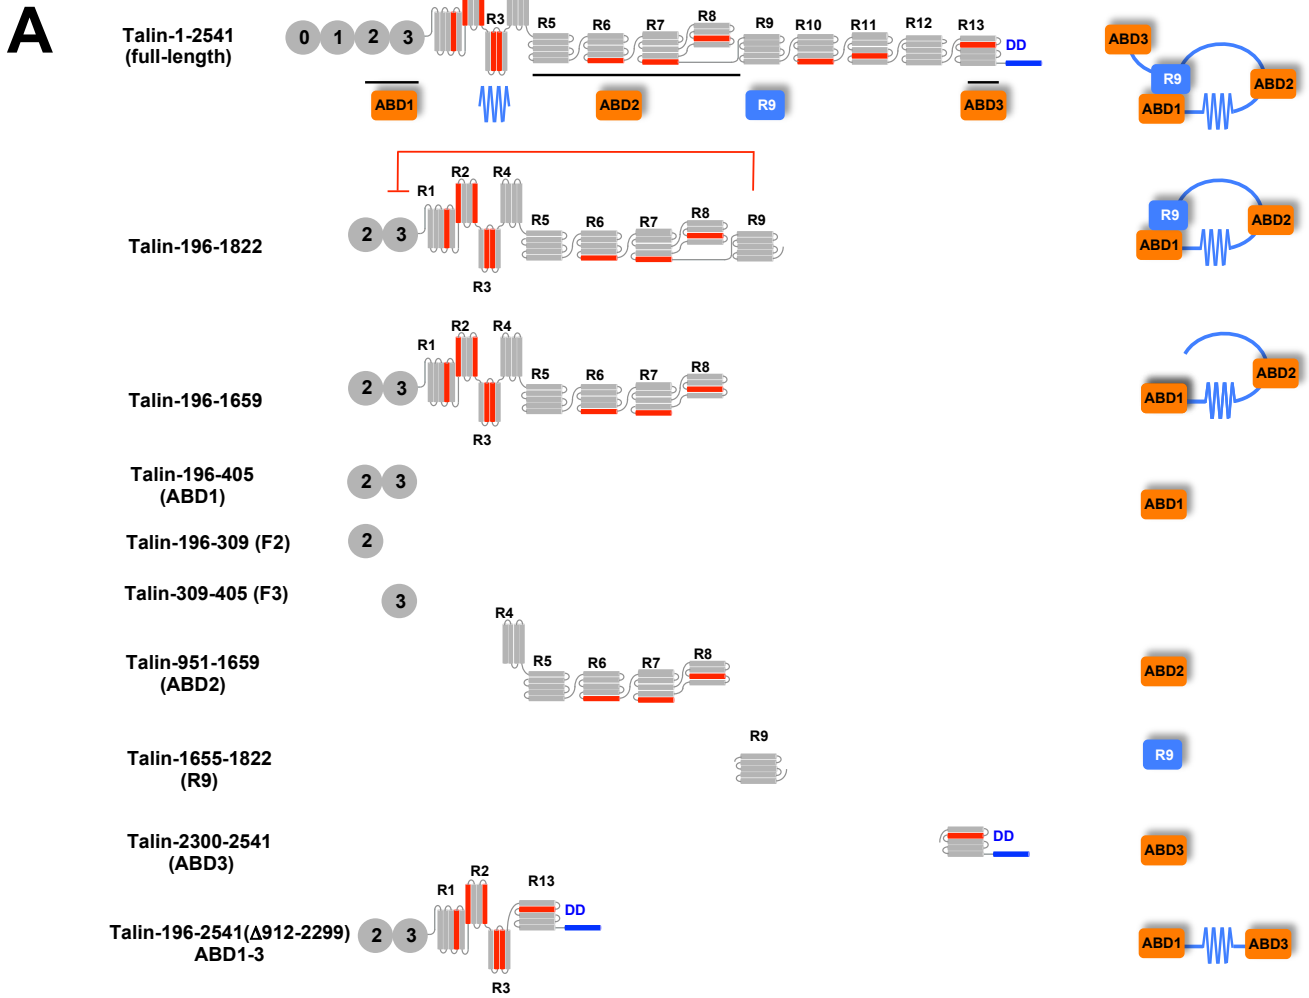 A
Talin-1-2541
(full-length)
0 1 2 3
R3
R5 R6 R7 R8 R9 R10 R11 R12 R13
DD
ABD1 ABD2 R9 ABD3
ABD3
R9
ABD1
ABD2
Talin-196-1822
2 3
R1 R2 R3 R4 R5 R6 R7 R8 R9
R9
ABD1
ABD2
Talin-196-1659
2 3
R1 R2 R3 R4 R5 R6 R7 R8
ABD1
ABD2
Talin-196-405
(ABD1)
2 3
ABD1
Talin-196-309 (F2)
2
Talin-309-405 (F3)
3
Talin-951-1659
(ABD2)
R4 R5 R6 R7 R8
ABD2
Talin-1655-1822
(R9)
R9
R9
Talin-2300-2541
(ABD3)
DD
ABD3
Talin-196-2541(Δ912-2299)
ABD1-3
2 3
R1 R2 R3 R13
DD
ABD1 ABD3